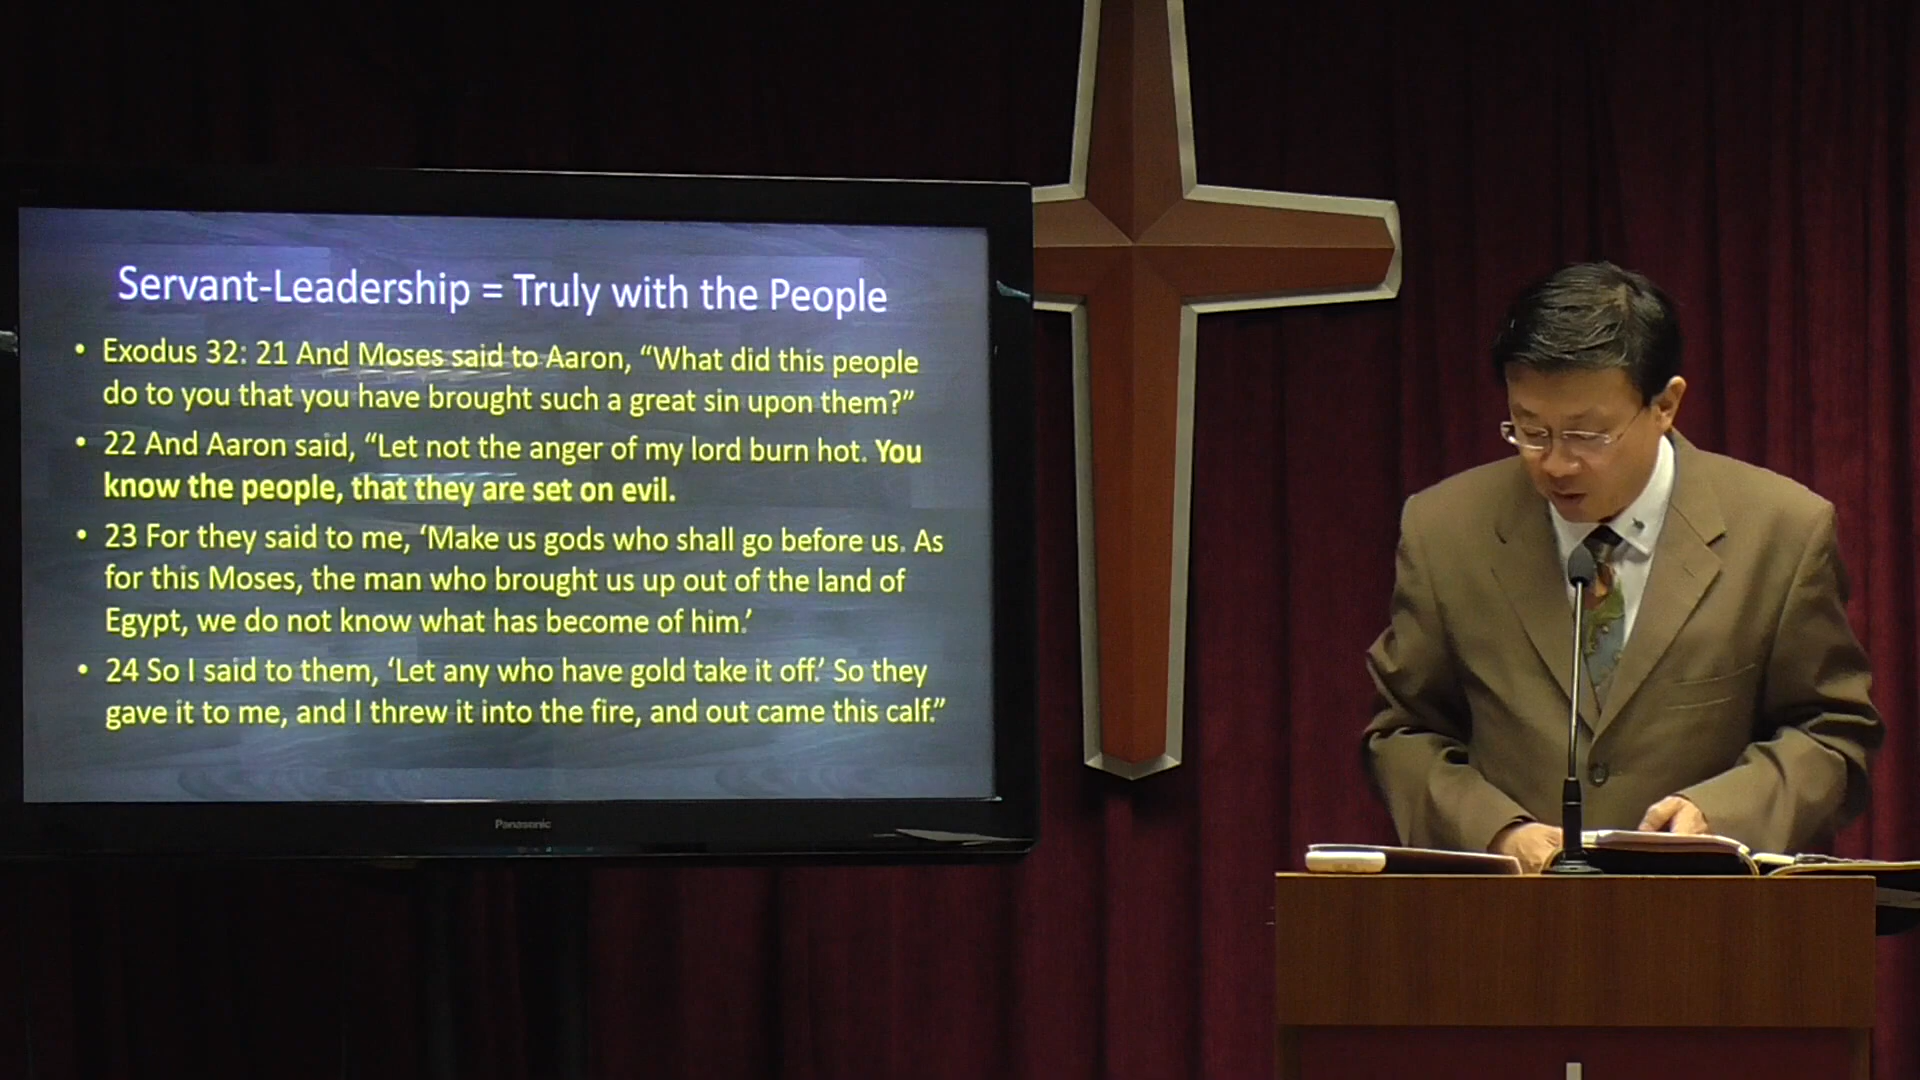 Servant-Leadership = Truly with the People
• Exodus 32: 21 And Moses said to Aaron, “What did this people
do to you that you have brought such a great sin upon them?”
• 22 And Aaron said, “Let not the anger of my lord burn hot. You
know the people, that they are set on evil.
• 23 For they said to me, ‘Make us gods who shall go before us. As
for this Moses, the man who brought us up out of the land of
Egypt, we do not know what has become of him.’
• 24 So I said to them, ‘Let any who have gold take it off.’ So they
gave it to me, and I threw it into the fire, and out came this calf.”
Panasonic